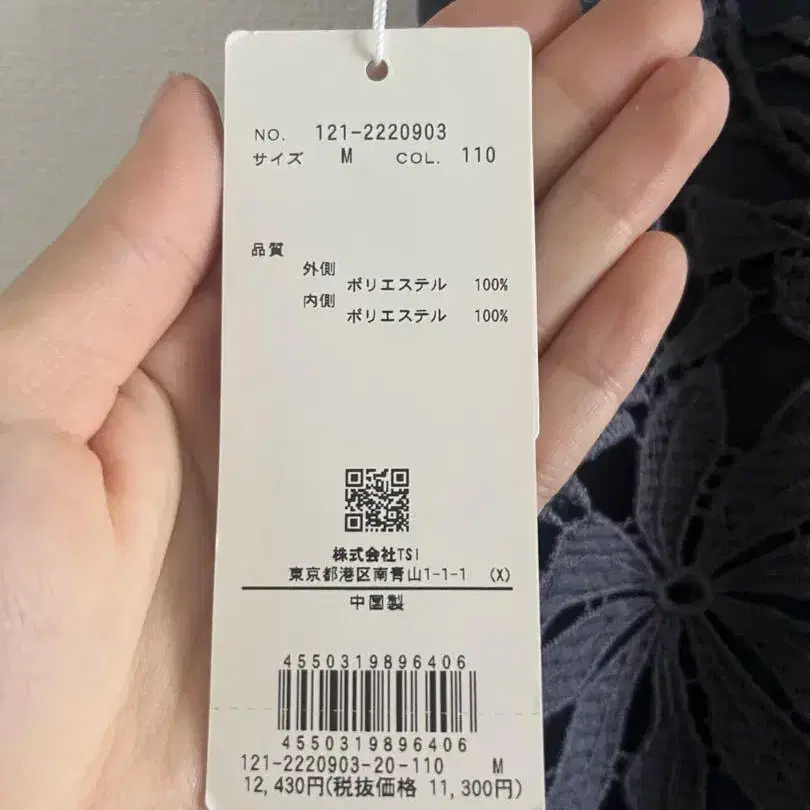 NO. 121-2220903
サイズ M COL. 110
品質
外側
ポリエステル 100%
内側
ポリエステル 100%
株式会社TSI
東京都港区南青山1-1-1 (X)
中国製
4550319896406
4550319896406
121-2220903-20-110 M
12,430円(税抜価格 11,300円)